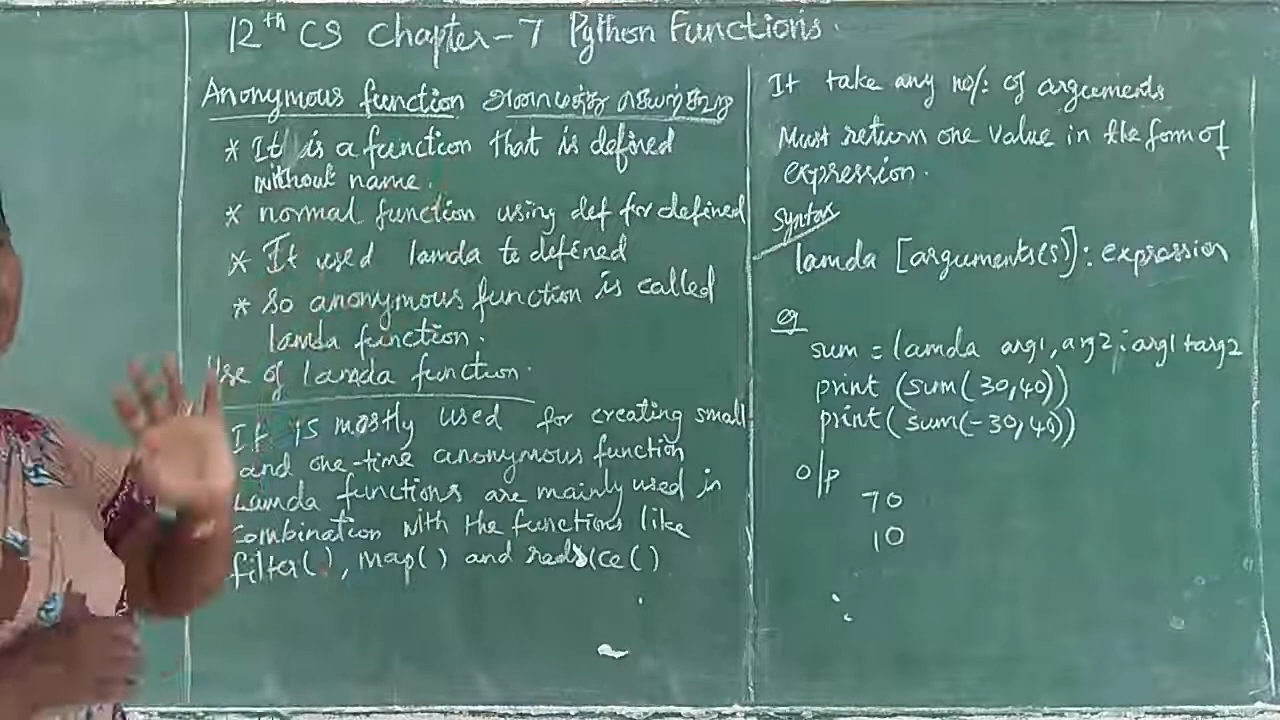 12th CS Chapter-7 Python Functions.
Anonymous function
* It is a function that is defined
without name.
* normal function using def for defined
* It used lamda to defined
* so anonymous function is called
lamda function.
Use of lamda function.
It is mostly used for creating small
and one-time anonymous function
Lamda functions are mainly used in
combination with the functions like
filter(), map() and reduce()
It take any no/: of arguments
Must return one value in the form of
expression.
Syntax
lamda [arguments(s)]: expression
eg
sum = lamda arg1, arg2: arg1+arg2
print (sum(30,40))
print(sum(-30,40))
o/p
70
10